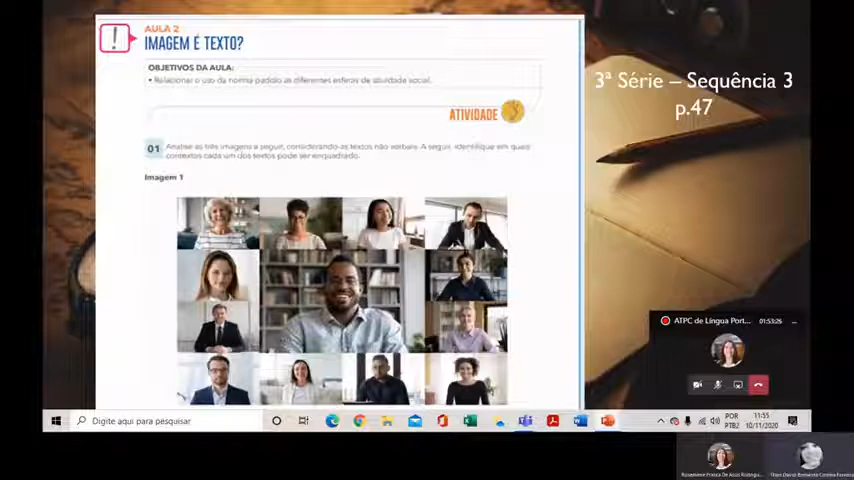 AULA 2
IMAGEM É TEXTO?
OBJETIVOS DA AULA:
• Relacionar o uso da norma padrão às diferentes esferas de atividade social.
ATIVIDADE 3
01 Analise as três imagens a seguir, considerando os textos não verbais. A seguir, identifique em quais
contextos cada um dos textos pode ser enquadrado.
Imagem 1
3ª Série – Sequência 3
p.47
ATPC de Língua Port... 01:53:26 ...
Digite aqui para pesquisar
POR
PTB2
11:55
10/11/2020